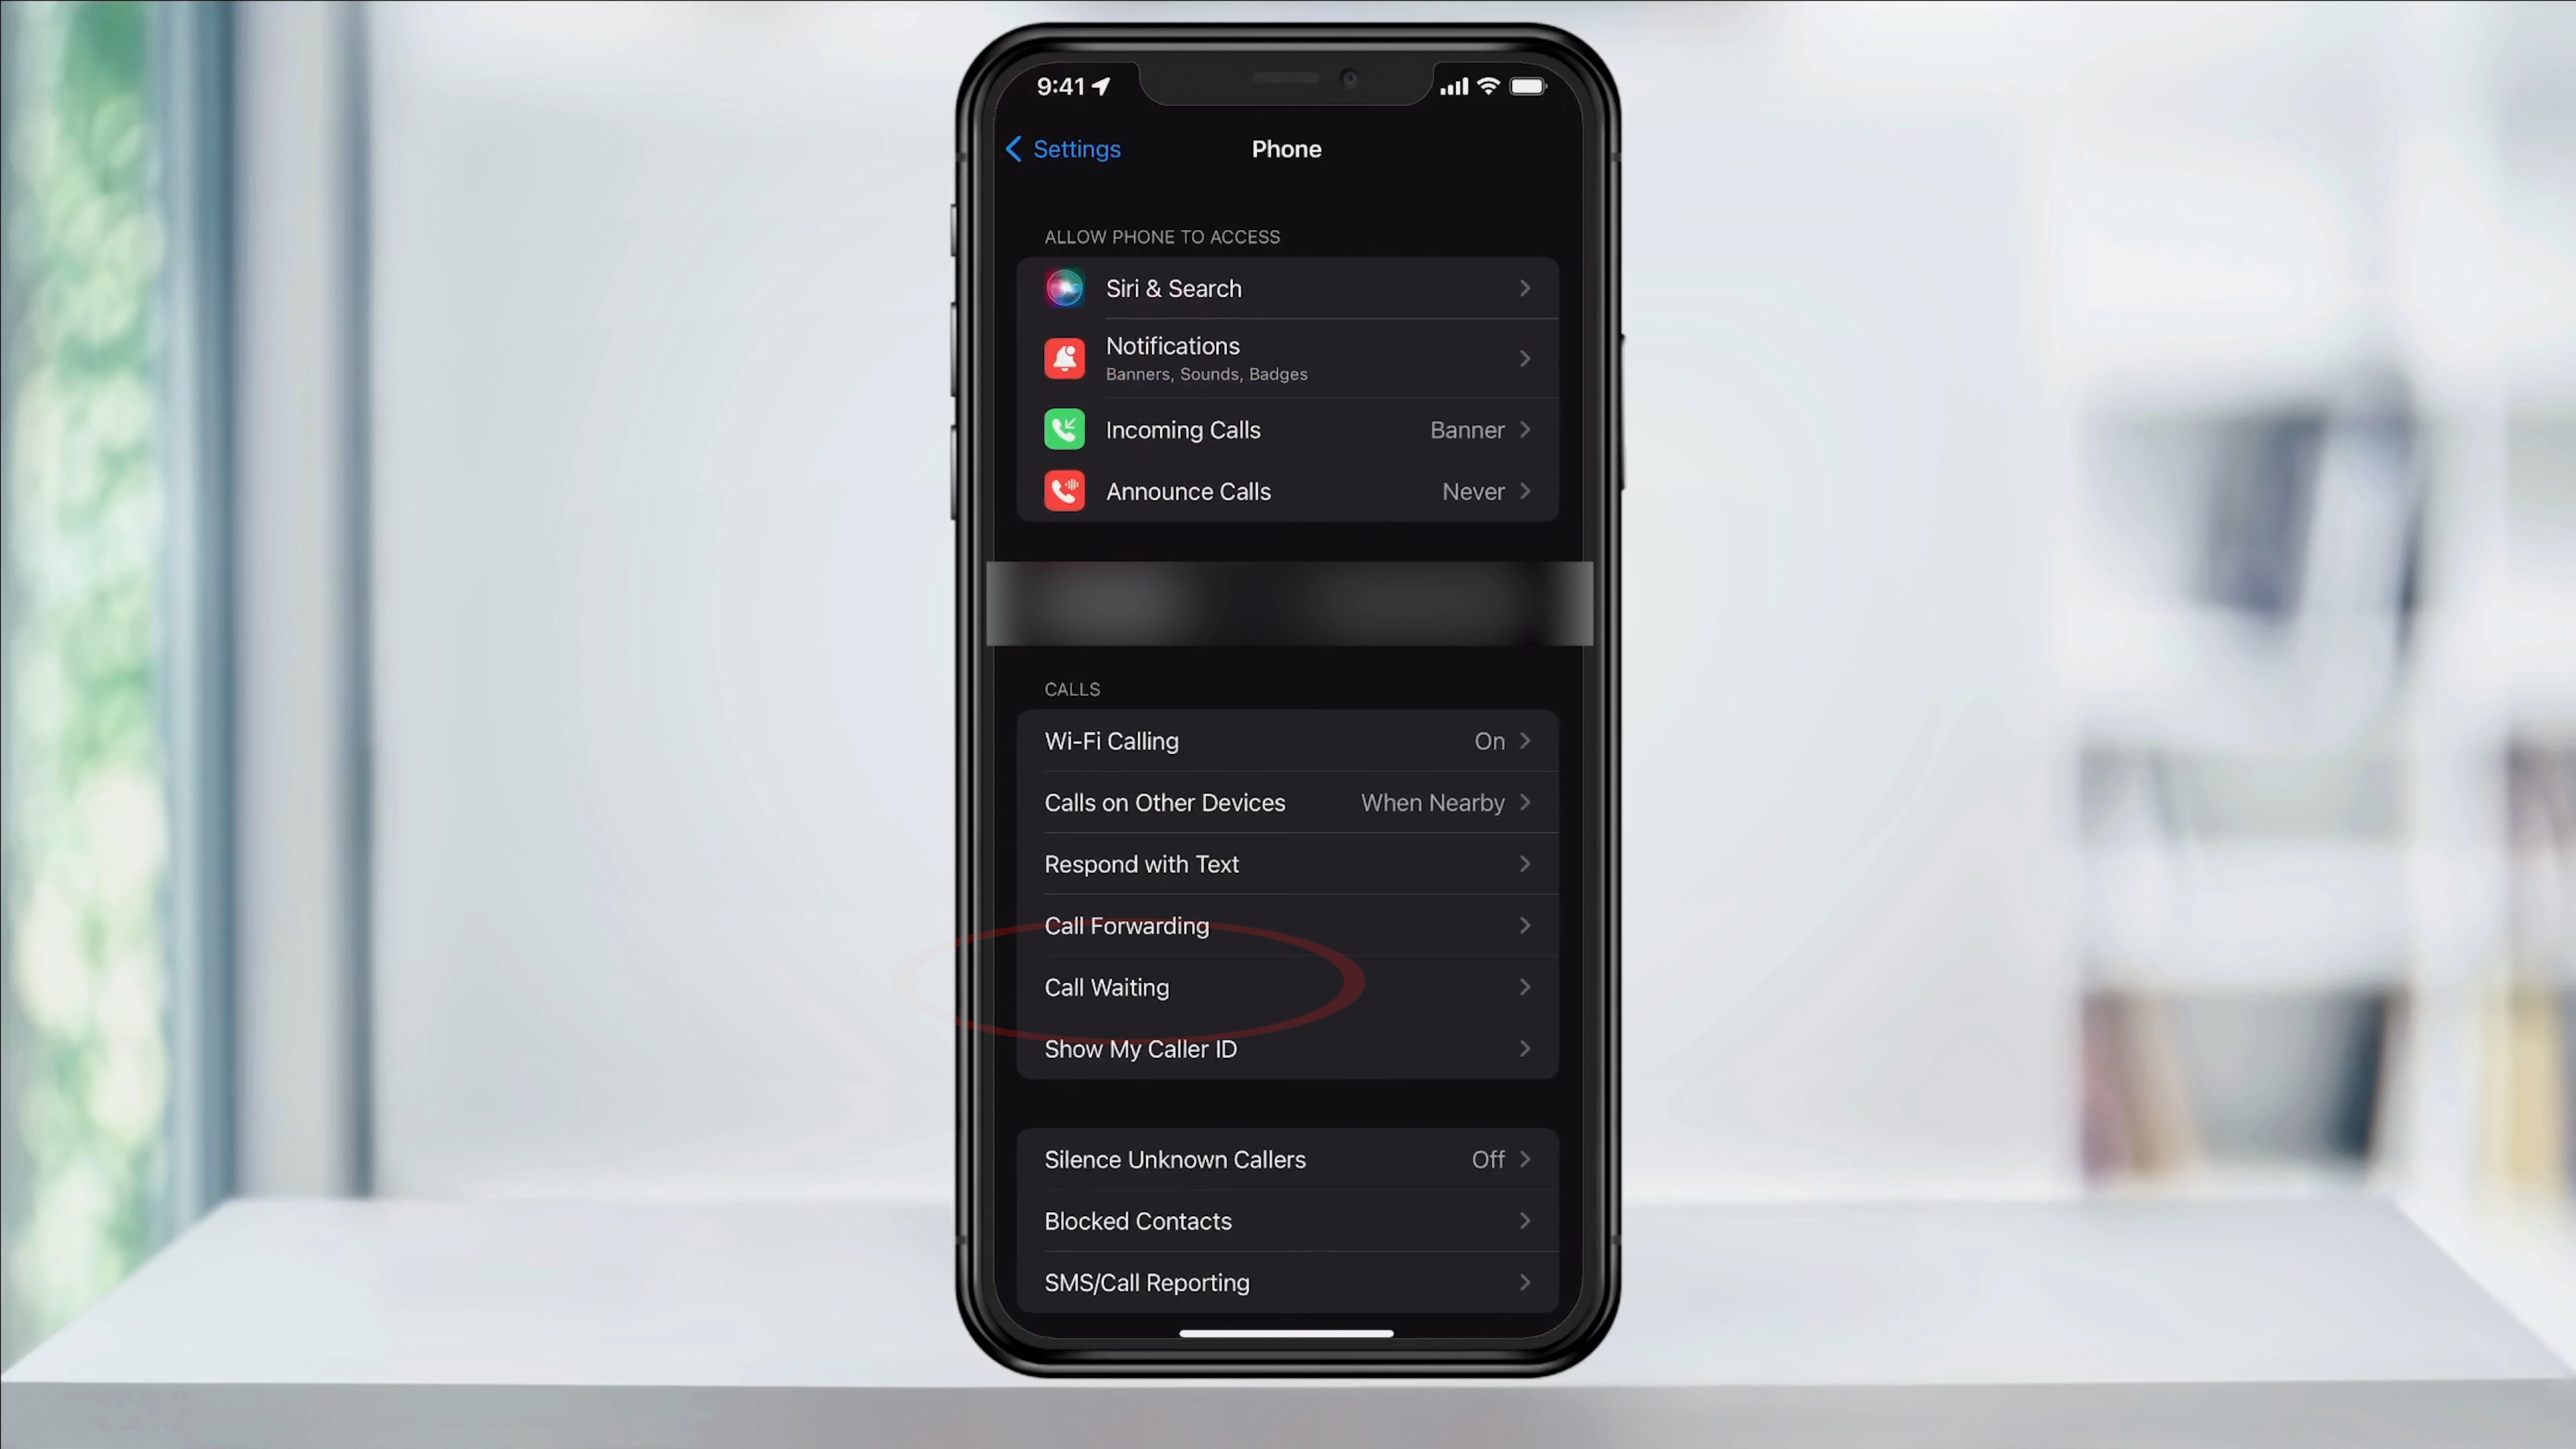 9:41
Settings
Phone
ALLOW PHONE TO ACCESS
Siri & Search
Notifications
Banners, Sounds, Badges
Incoming Calls Banner
Announce Calls Never
CALLS
Wi-Fi Calling On
Calls on Other Devices When Nearby
Respond with Text
Call Forwarding
Call Waiting
Show My Caller ID
Silence Unknown Callers Off
Blocked Contacts
SMS/Call Reporting